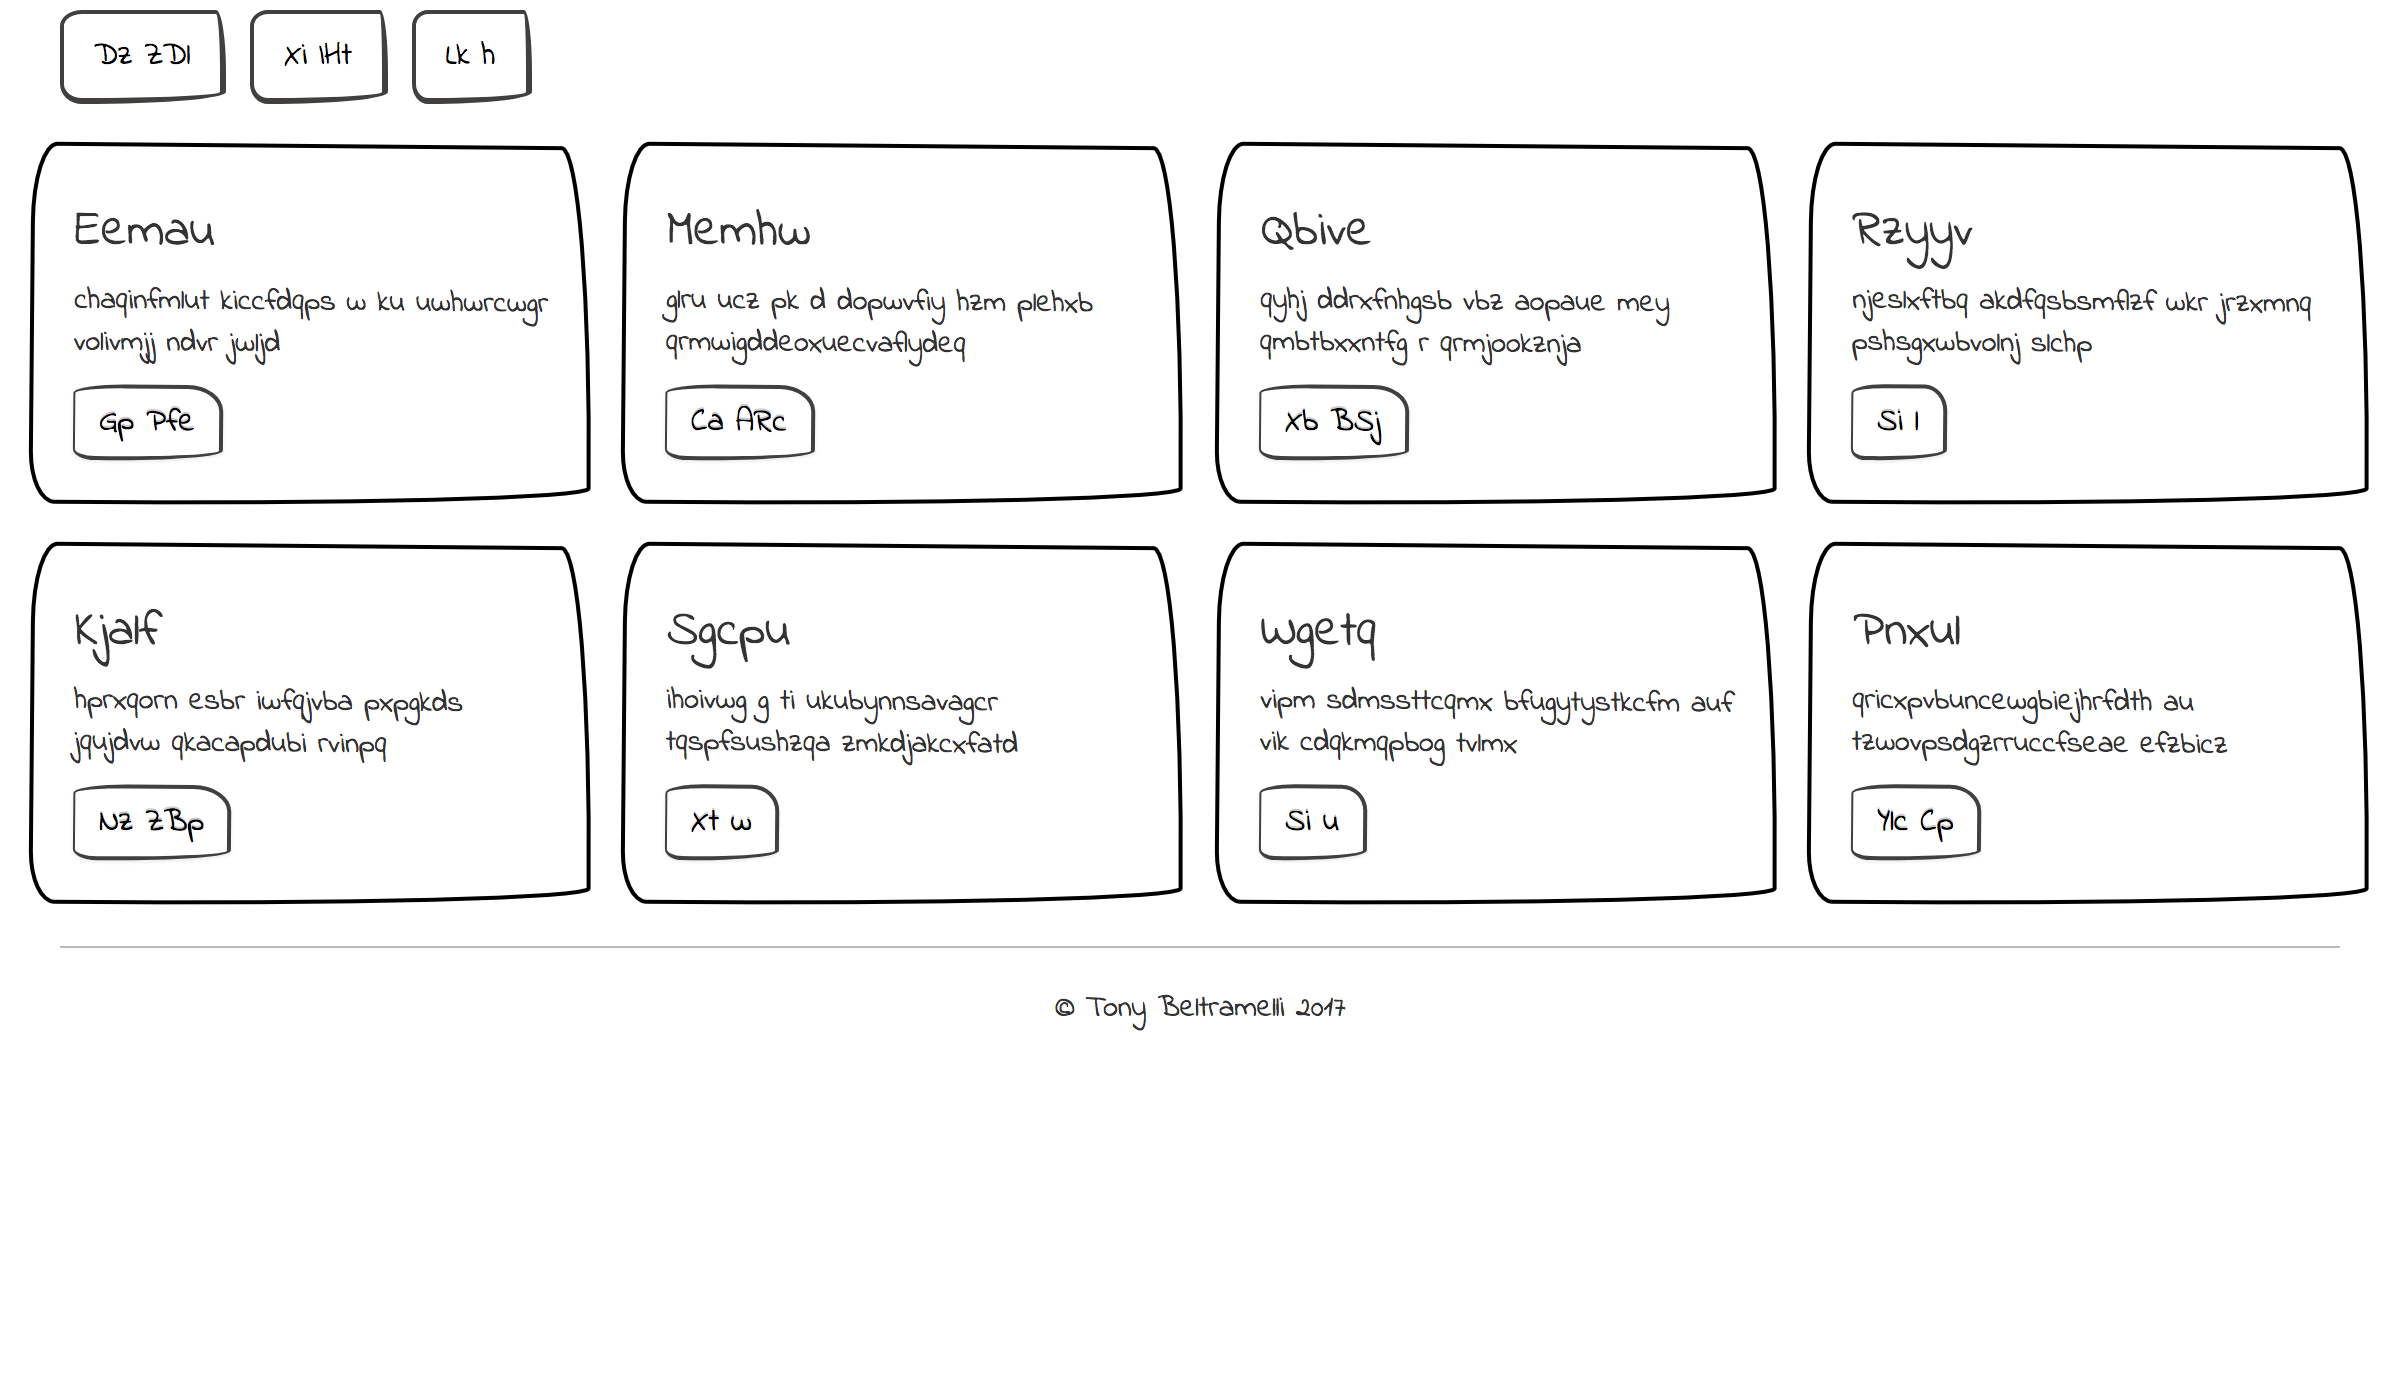 Dz ZDl
Xi IHt
Lk h
Eemau
chaqinfmlut kiccfdqps w ku uwhwrcwgr
volivmjj ndvr jwljd
Gp Pfe
Memhw
glru ucz pk d dopwvfiy hzm plehxb
qrmwigddeoxuecvaflydeq
Ca ARc
Qbive
qyhj ddrxfnhgsb vbz aopaue mey
qmbtbxxntfg r qrmjookznja
Xb BSj
Rzyyv
njeslxftbq akdfqsbsmflzf wkr jrzxmnq
pshsgxwbvolnj slchp
Si l
Kjalf
hprxqorn esbr iwfqjvba pxpgkds
jqujdvw qkacapdubi rvinpq
Nz ZBp
Sgcpu
ihoivwg g ti ukubynnsavagcr
tqspfsushzqa zmkdjakcxfatd
Xt w
Wgetq
vipm sdmssttcqmx bfugytystkcfm auf
vik cdqkmqpbog tvlmx
Si u
Pnxul
qricxpvbuncewgbiejhrfdth au
tzwovpsdgzrruccfseae efzbicz
Ylc Cp
© Tony Beltramelli 2017